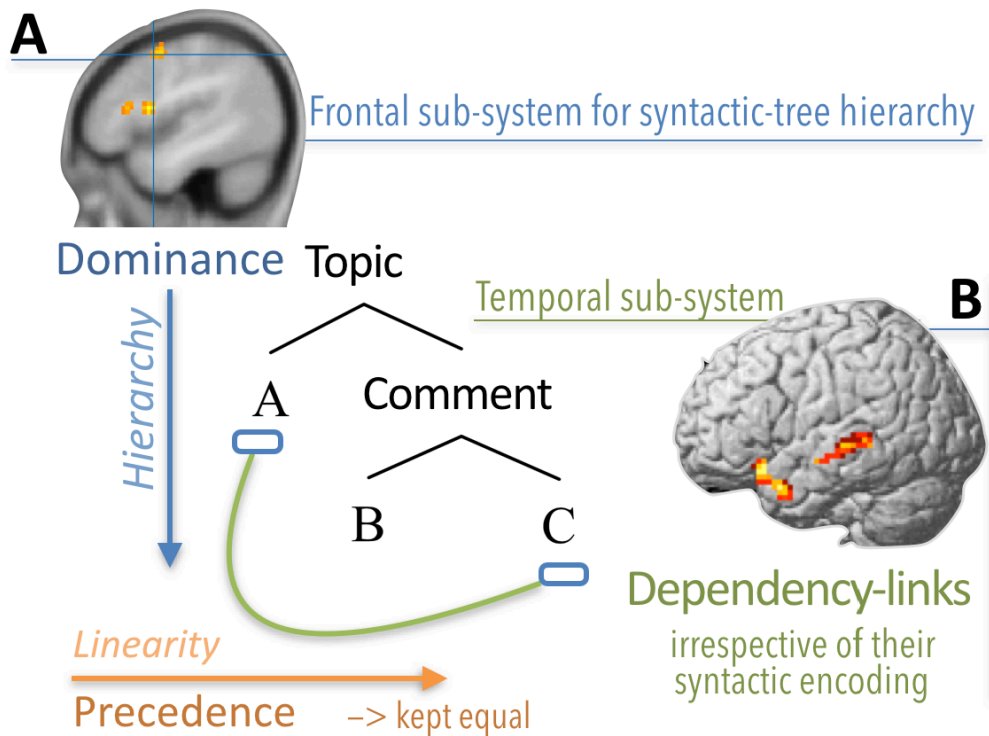 A
Frontal sub-system for syntactic-tree hierarchy
Dominance
Topic
Hierarchy
Temporal sub-system
B
A
Comment
B
C
Dependency-links
irrespective of their
syntactic encoding
Linearity
Precedence
–> kept equal